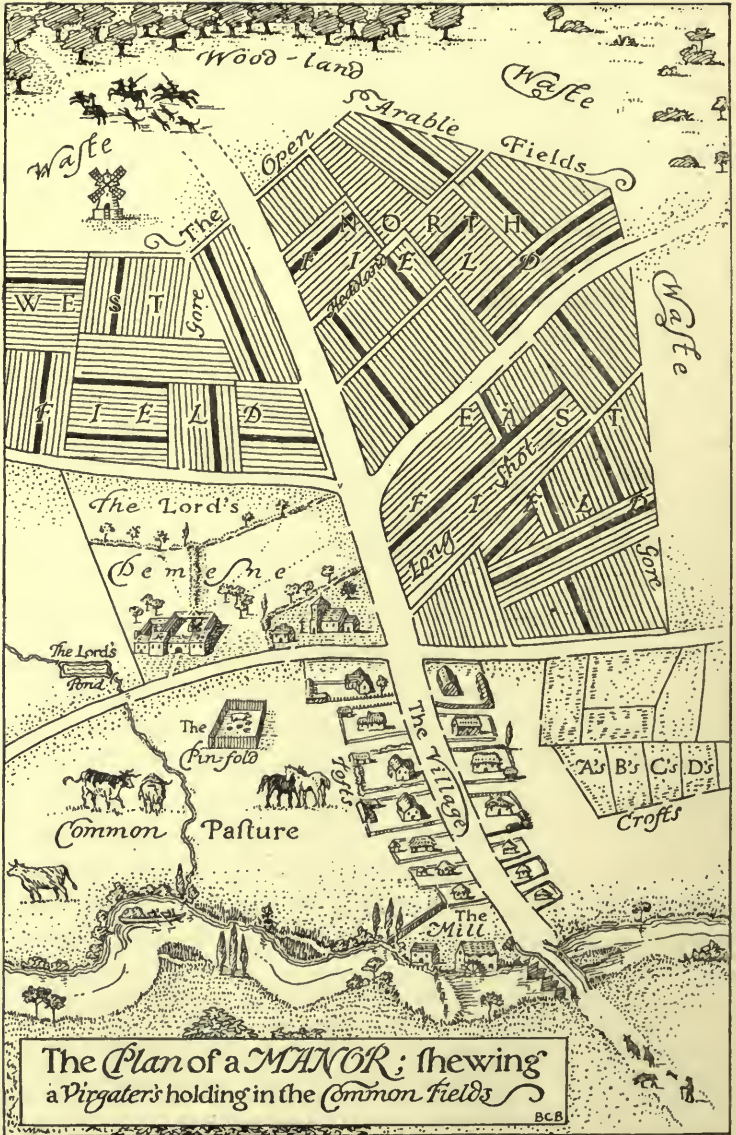 Wood-land
Waſte
Waſte
The Open Arable Fields
NORTH
FIELD
Headland
WEST
Gore
FIELD
Waſte
EAST
Long Shot
FIELD
Gore
The Lord's
Demeſne
The Lord's
Pond
The
Pin-fold
The Village
Tofts
A's B's C's D's
Crofts
Common Paſture
The
Mill
The Plan of a MANOR; ſhewing
a Virgater's holding in the Common Fields
BCB